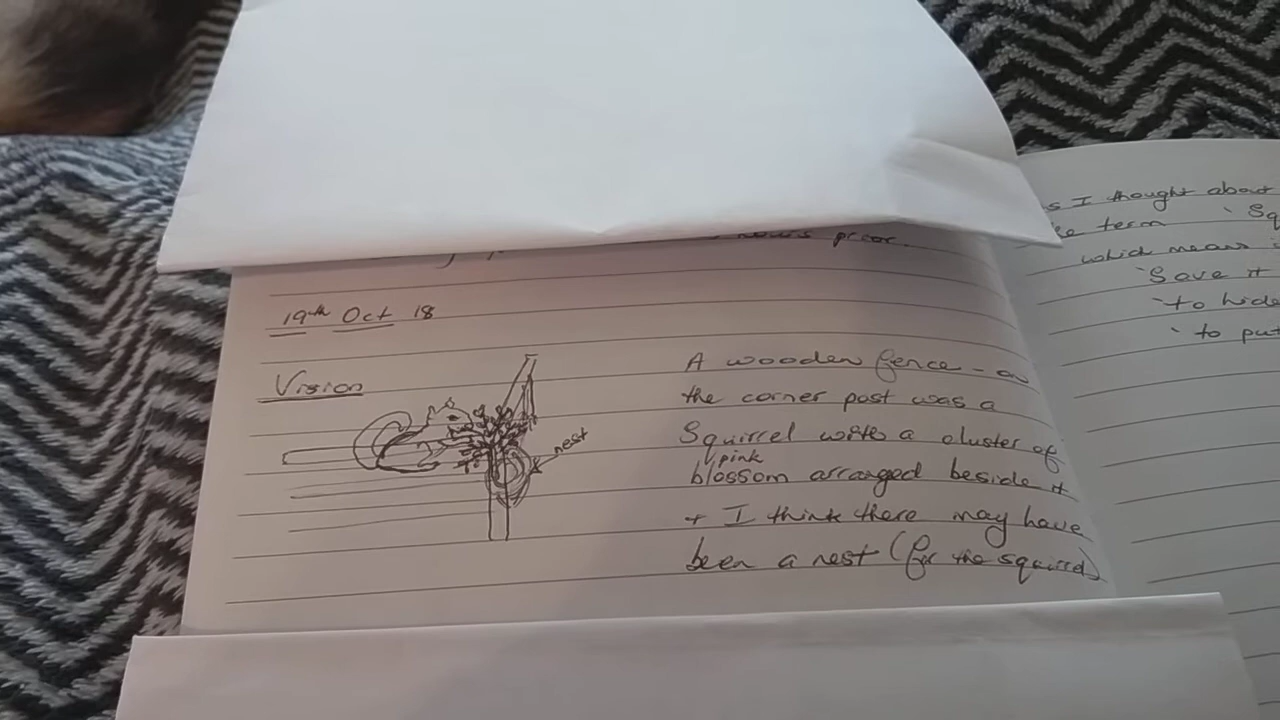 prior.
19th Oct 18
Vision
nest
A wooden fence - on
the corner post was a
Squirrel with a cluster of
pink
blossom arranged beside it
+ I think there may have
been a nest (for the squirrel)
s I thought about
term 'Sq
which means
'Save it
'to hide
'to put